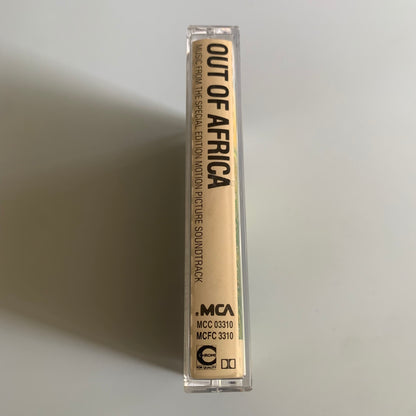 OUT OF AFRICA
MUSIC FROM THE SPECIAL EDITION MOTION PICTURE SOUNDTRACK
.MCA
MCC 03310
MCFC 3310